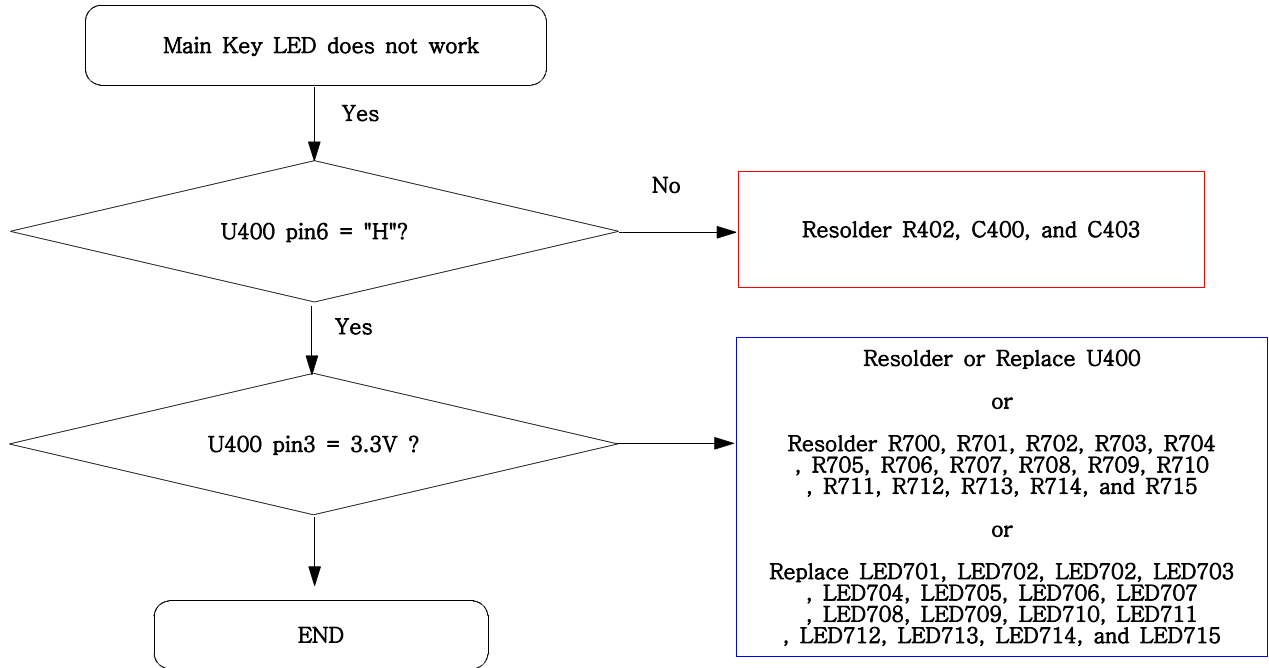 Main Key LED does not work
Yes
U400 pin6 = "H"?
No
Resolder R402, C400, and C403
Yes
U400 pin3 = 3.3V ?
Resolder or Replace U400
or
Resolder R700, R701, R702, R703, R704
, R705, R706, R707, R708, R709, R710
, R711, R712, R713, R714, and R715
or
Replace LED701, LED702, LED702, LED703
, LED704, LED705, LED706, LED707
, LED708, LED709, LED710, LED711
, LED712, LED713, LED714, and LED715
END